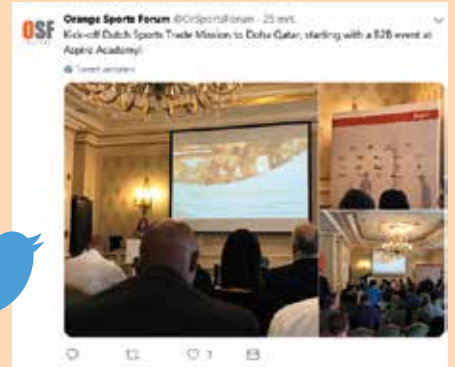 OSF
Orange Sports Forum @OrSportsForum · 25 mrt.
Kick-off Dutch Sports Trade Mission to Doha Qatar, starting with a B2B event at
Aspire Academy!
Tweet vertalen
3